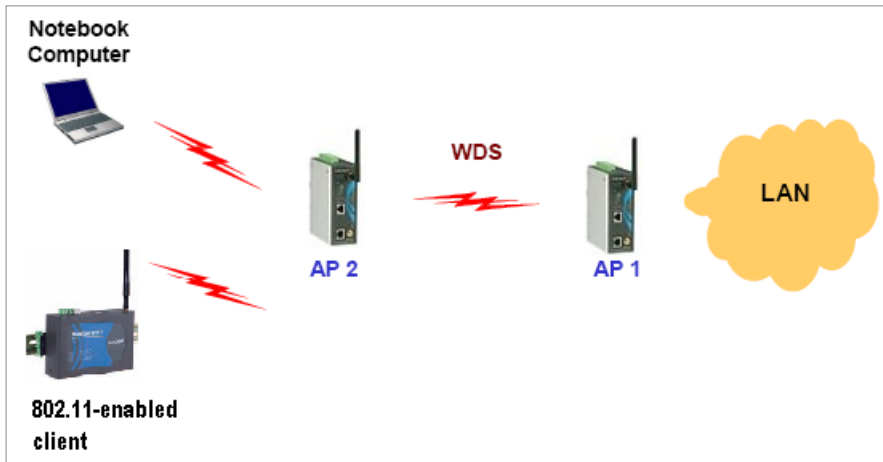 Notebook
Computer
WDS
LAN
AP 2
AP 1
802.11-enabled
client